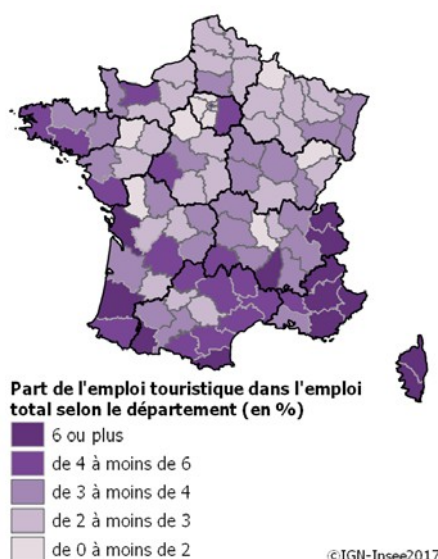 Part de l'emploi touristique dans l'emploi
total selon le département (en %)
6 ou plus
de 4 à moins de 6
de 3 à moins de 4
de 2 à moins de 3
de 0 à moins de 2
©IGN-Insee2017